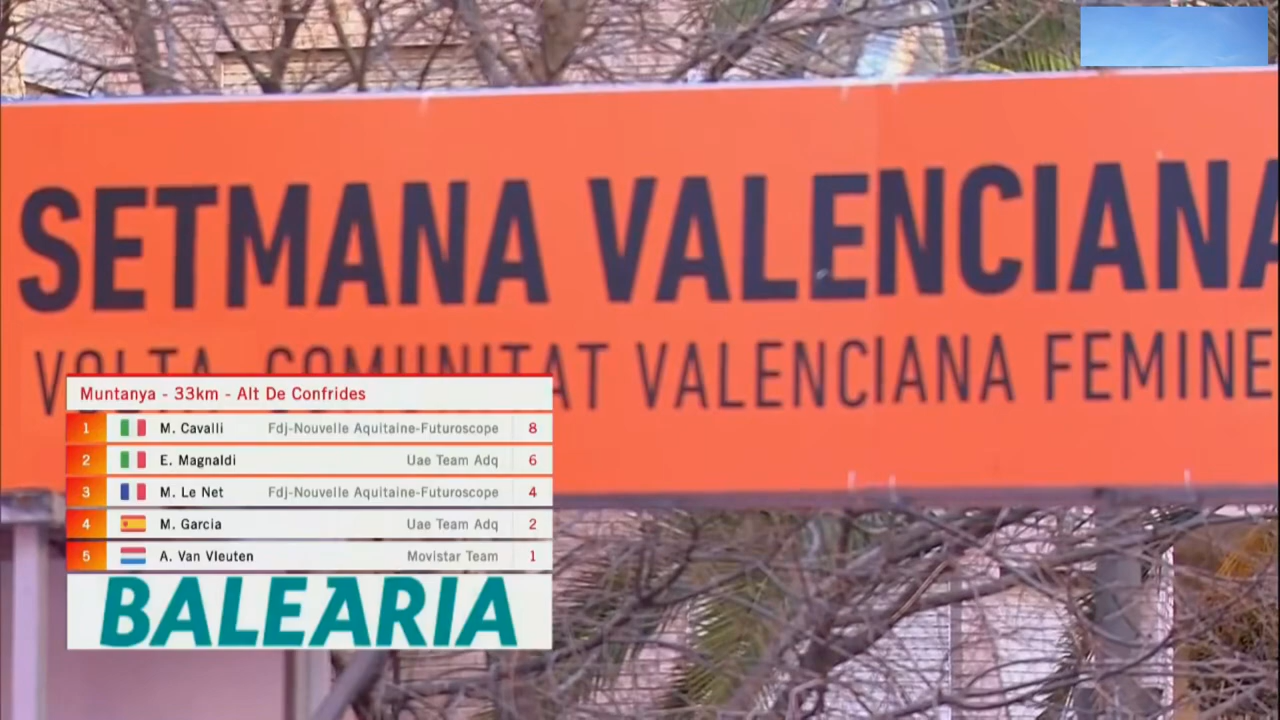 SETMANA VALENCIANA
VOLTA COMUNITAT VALENCIANA FEMINE
Muntanya - 33km - Alt De Confrides
1 M. Cavalli Fdj-Nouvelle Aquitaine-Futuroscope 8
2 E. Magnaldi Uae Team Adq 6
3 M. Le Net Fdj-Nouvelle Aquitaine-Futuroscope 4
4 M. Garcia Uae Team Adq 2
5 A. Van Vleuten Movistar Team 1
BALEARIA